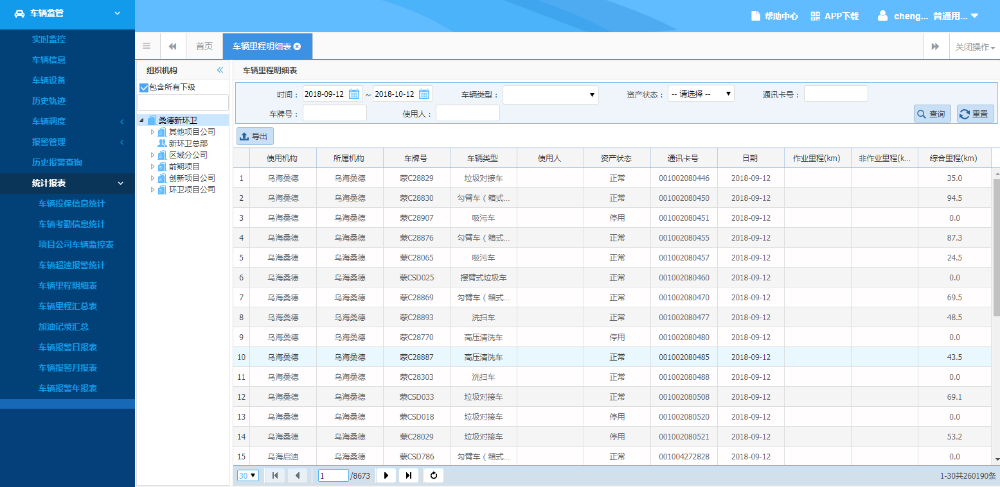 车辆监管
帮助中心 APP下载 cheng... 普通用...
实时监控
车辆信息
车辆设备
历史轨迹
车辆调度
报警管理
历史报警查询
统计报表
车辆投保信息统计
车辆考勤信息统计
项目公司车辆监控表
车辆超速报警统计
车辆里程明细表
车辆里程汇总表
加油记录汇总
车辆报警日报表
车辆报警月报表
车辆报警年报表
首页 车辆里程明细表 关闭操作
组织机构
包含所有下级
桑德新环卫
其他项目公司
新环卫总部
区域分公司
前期项目
创新项目公司
环卫项目公司
车辆里程明细表
时间： 2018-09-12 ~ 2018-10-12 车辆类型： 资产状态： -- 请选择 -- 通讯卡号：
车牌号： 使用人： 查询 重置
导出
使用机构 所属机构 车牌号 车辆类型 使用人 资产状态 通讯卡号 日期 作业里程(km) 非作业里程(k... 综合里程(km)
1 乌海桑德 乌海桑德 蒙C28829 垃圾对接车 正常 001002080446 2018-09-12 35.0
2 乌海桑德 乌海桑德 蒙C28830 勾臂车（箱式... 正常 001002080450 2018-09-12 94.5
3 乌海桑德 乌海桑德 蒙C28907 吸污车 停用 001002080451 2018-09-12 0.0
4 乌海桑德 乌海桑德 蒙C28876 勾臂车（箱式... 正常 001002080455 2018-09-12 87.3
5 乌海桑德 乌海桑德 蒙C28065 吸污车 正常 001002080457 2018-09-12 24.5
6 乌海桑德 乌海桑德 蒙CSD025 摆臂式垃圾车 正常 001002080460 2018-09-12 0.0
7 乌海桑德 乌海桑德 蒙C28869 勾臂车（箱式... 正常 001002080470 2018-09-12 69.5
8 乌海桑德 乌海桑德 蒙C28893 洗扫车 正常 001002080477 2018-09-12 48.5
9 乌海桑德 乌海桑德 蒙C28770 高压清洗车 停用 001002080480 2018-09-12 0.0
10 乌海桑德 乌海桑德 蒙C28887 高压清洗车 正常 001002080485 2018-09-12 43.5
11 乌海桑德 乌海桑德 蒙C28303 洗扫车 正常 001002080488 2018-09-12 0.0
12 乌海桑德 乌海桑德 蒙CSD033 垃圾对接车 正常 001002080508 2018-09-12 69.1
13 乌海桑德 乌海桑德 蒙CSD018 垃圾对接车 停用 001002080520 2018-09-12 0.0
14 乌海桑德 乌海桑德 蒙C28029 垃圾对接车 停用 001002080521 2018-09-12 53.2
15 乌海启迪 乌海桑德 蒙CSD786 勾臂车（箱式... 正常 001004272828 2018-09-12 0.0
30 1 /8673 1-30共260190条